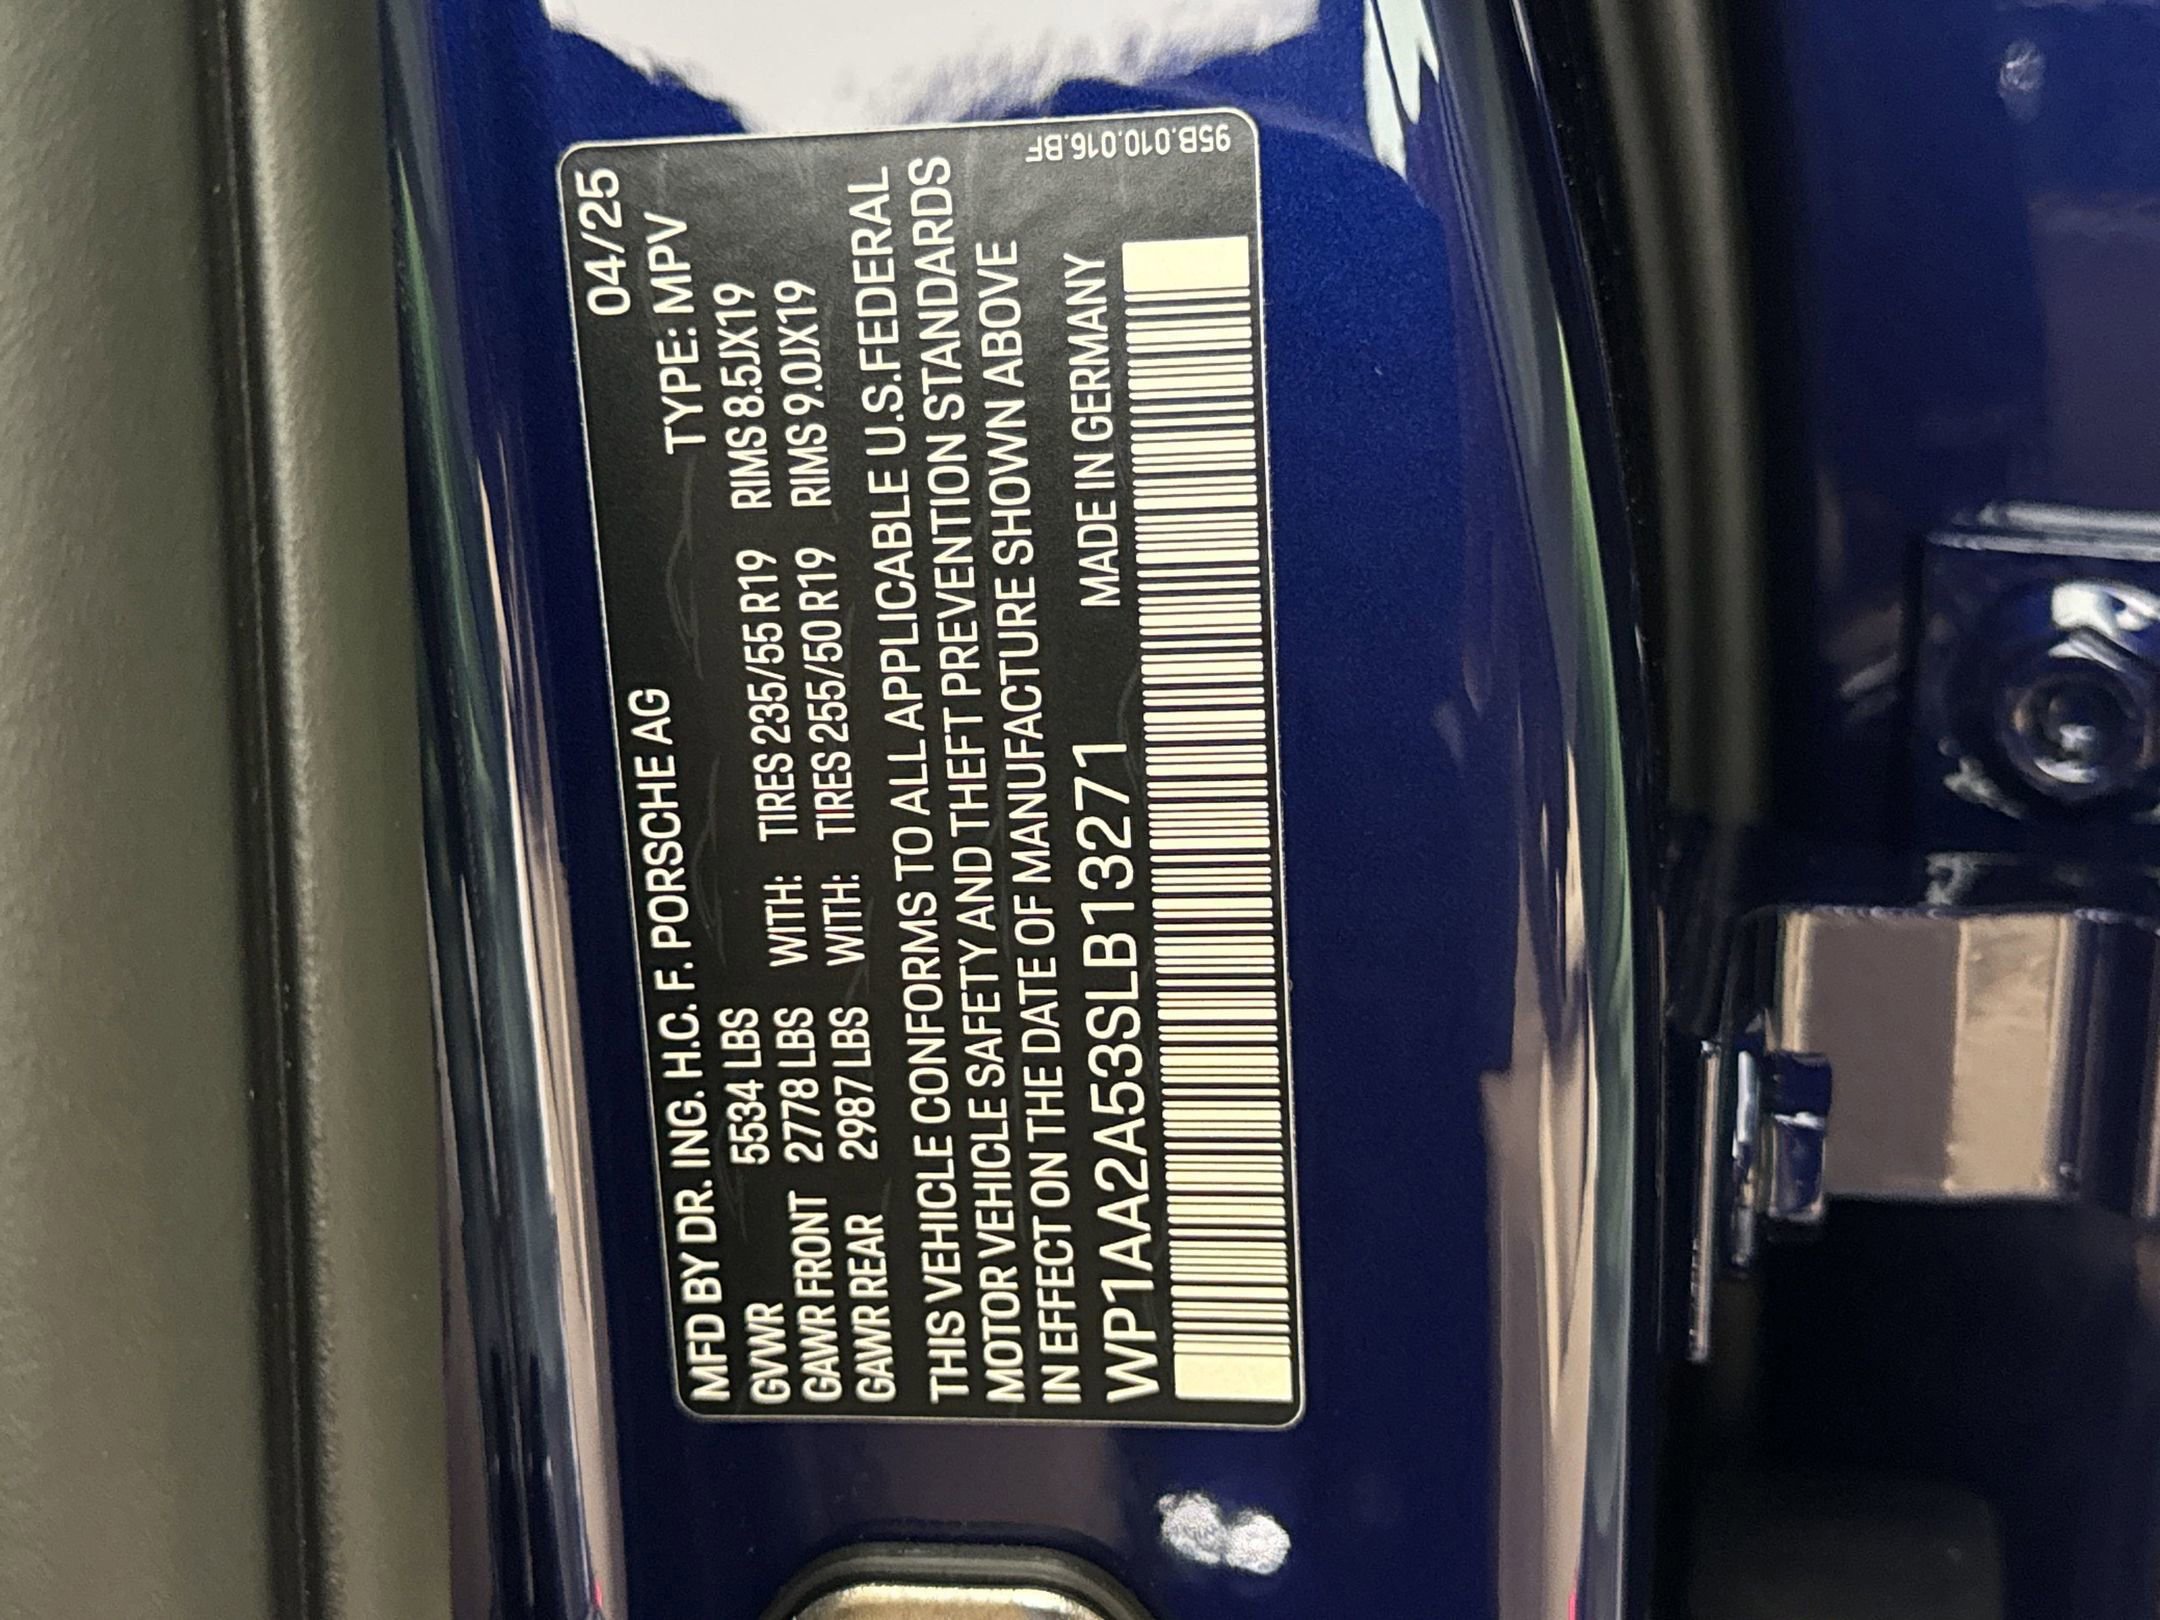 04/25
MFD BY DR. ING. H.C. F. PORSCHE AG TYPE: MPV
GVWR 5534 LBS WITH: TIRES 235/55 R19 RIMS 8.5JX19
GAWR FRONT 2778 LBS WITH: TIRES 255/50 R19 RIMS 9.0JX19
GAWR REAR 2987 LBS
THIS VEHICLE CONFORMS TO ALL APPLICABLE U.S.FEDERAL
MOTOR VEHICLE SAFETY AND THEFT PREVENTION STANDARDS
IN EFFECT ON THE DATE OF MANUFACTURE SHOWN ABOVE
WP1AA2A53SLB13271 MADE IN GERMANY
95B.010.016.BF